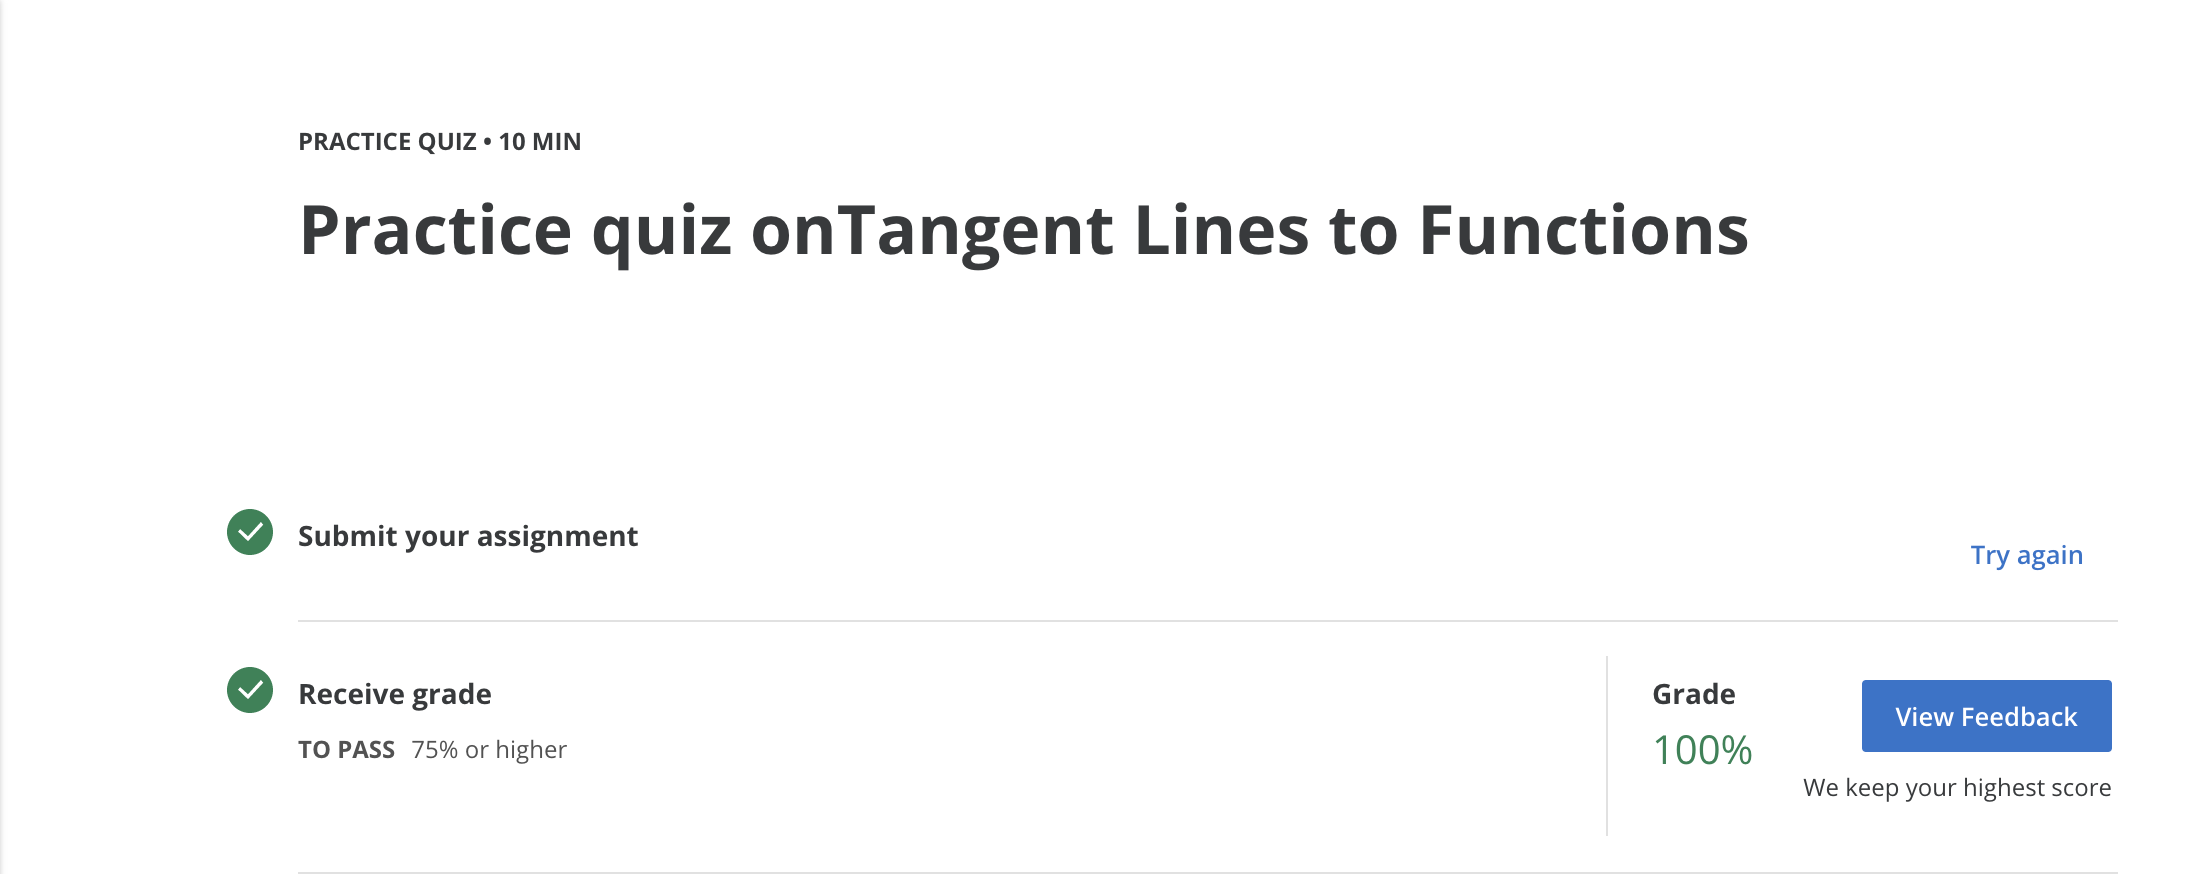 PRACTICE QUIZ • 10 MIN
Practice quiz onTangent Lines to Functions
Submit your assignment
Try again
Receive grade
TO PASS 75% or higher
Grade
100%
View Feedback
We keep your highest score